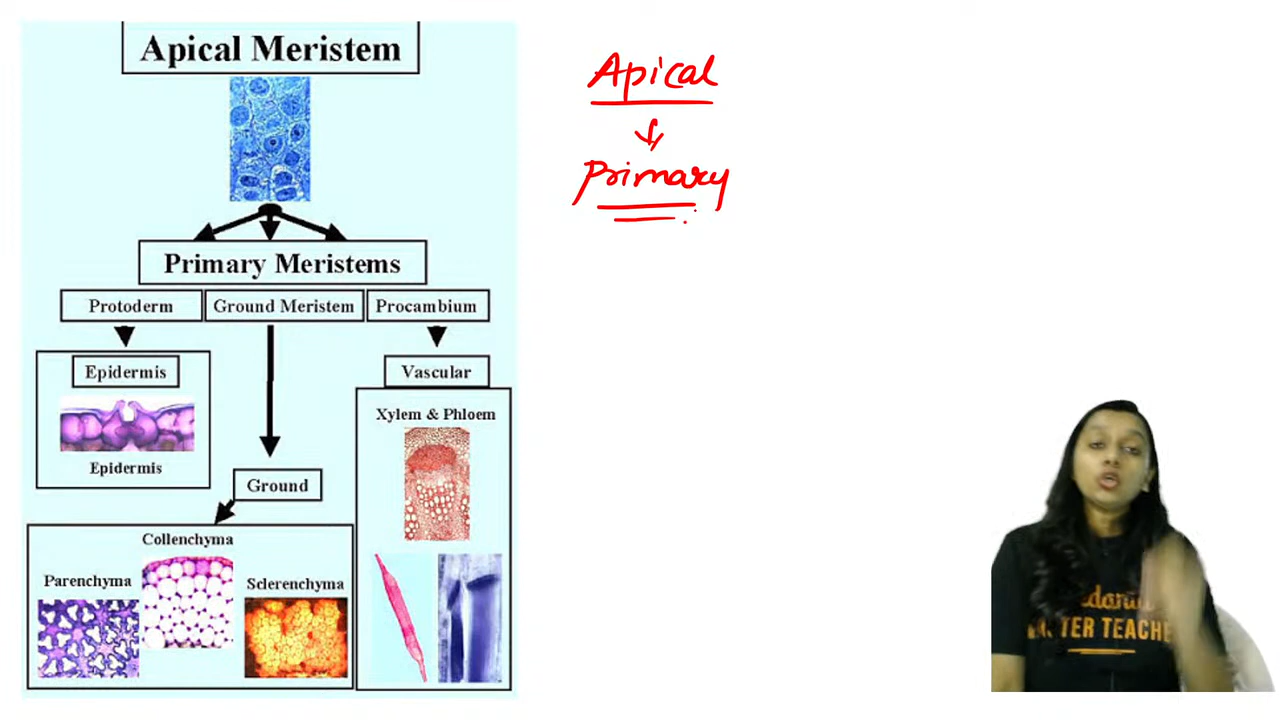 Apical Meristem
Primary Meristems
Protoderm
Ground Meristem
Procambium
Epidermis
Epidermis
Ground
Collenchyma
Parenchyma
Sclerenchyma
Vascular
Xylem & Phloem
Apical
Primary
TER TEACHE